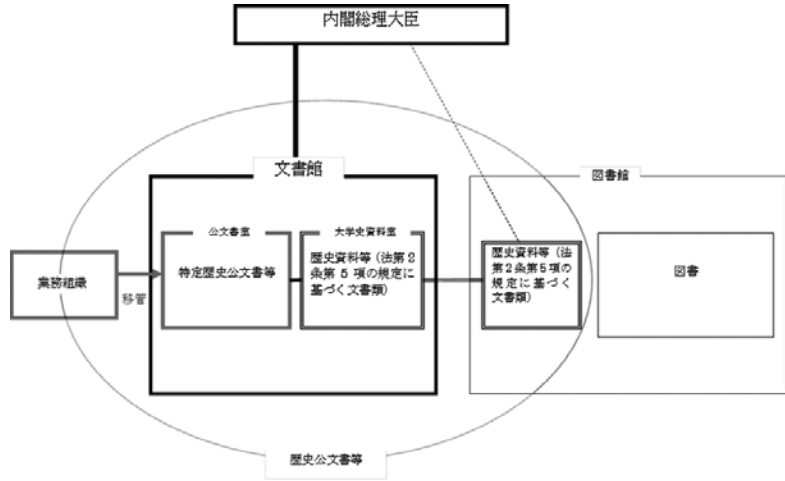 内閣総理大臣
文書館
図書館
公文書室
大学史資料室
特定歴史公文書等
歴史資料等（法第2
条第5項の規定に
基づく文書類）
歴史資料等（法
第2条第5項の
規定に基づく
文書類）
図書
業務組織
移管
歴史公文書等